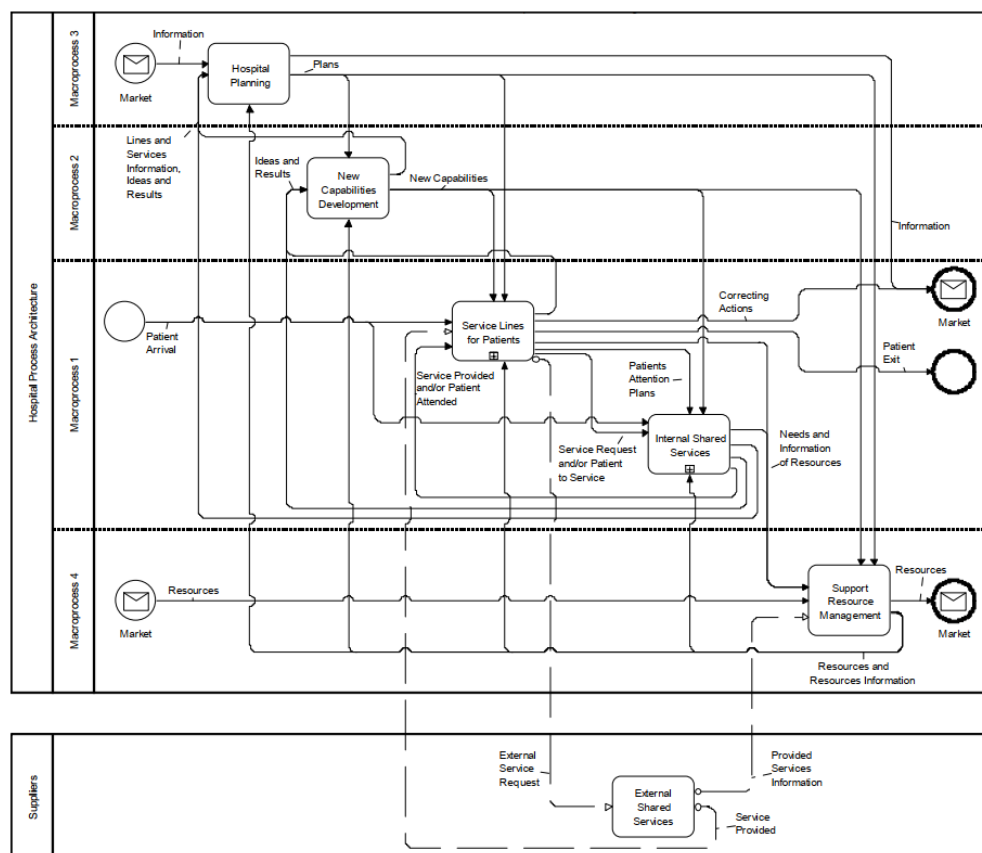 Hospital Process Architecture
Macroprocess 3
Information
Market
Hospital
Planning
Plans
Macroprocess 2
Lines and
Services
Information,
Ideas and
Results
Ideas and
Results
New
Capabilities
Development
New Capabilities
Information
Macroprocess 1
Patient
Arrival
Service Lines
for Patients
Correcting
Actions
Market
Patient
Exit
Service Provided
and/or Patient
Attended
Patients
Attention
Plans
Service Request
and/or Patient
to Service
Internal Shared
Services
Needs and
Information
of Resources
Macroprocess 4
Market
Resources
Support
Resource
Management
Resources
Market
Resources and
Resources Information
Suppliers
External
Service
Request
External
Shared
Services
Provided
Services
Information
Service
Provided